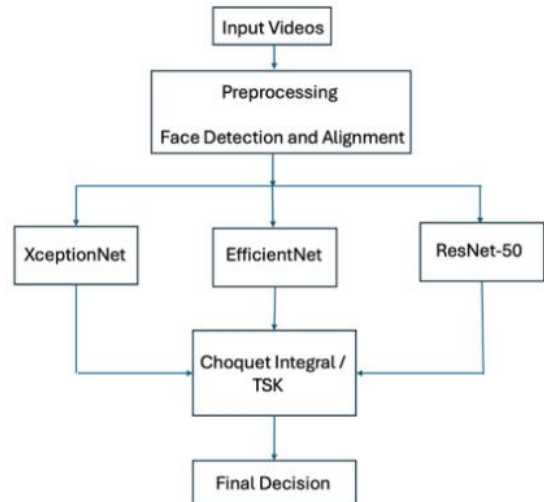 Input Videos
Preprocessing
Face Detection and Alignment
XceptionNet
EfficientNet
ResNet-50
Choquet Integral /
TSK
Final Decision